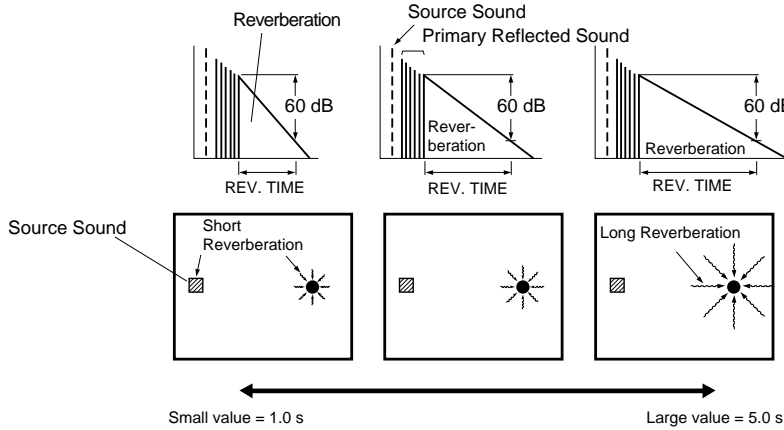 Source Sound
Reverberation
Primary Reflected Sound
60 dB
60 dB
60 dB
Rever-
beration
Reverberation
REV. TIME
REV. TIME
REV. TIME
Source Sound
Short
Reverberation
Long Reverberation
Small value = 1.0 s
Large value = 5.0 s